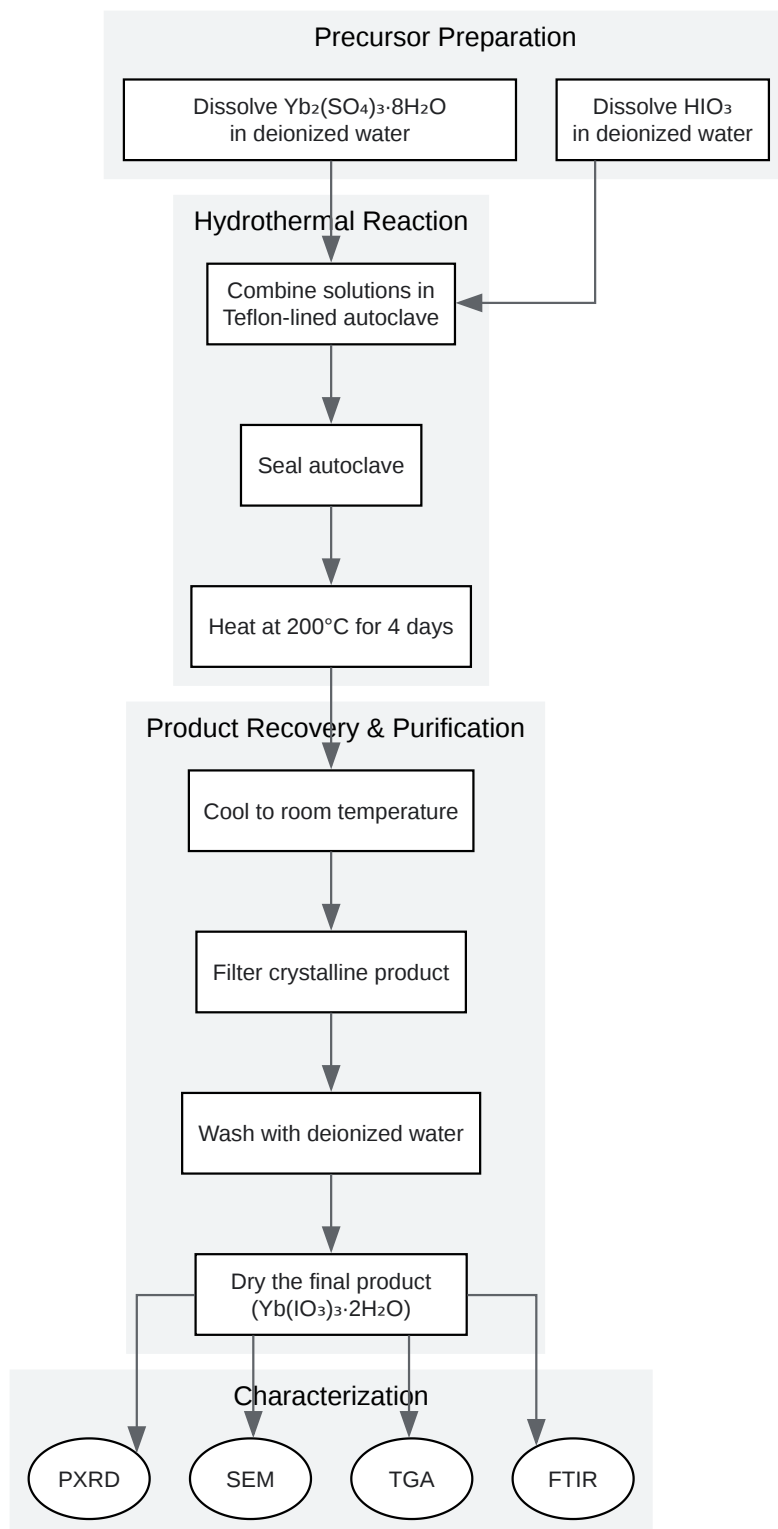 Precursor Preparation
Dissolve Yb₂(SO₄)₃·8H₂O
in deionized water
Dissolve HIO₃
in deionized water
Hydrothermal Reaction
Combine solutions in
Teflon-lined autoclave
Seal autoclave
Heat at 200°C for 4 days
Product Recovery & Purification
Cool to room temperature
Filter crystalline product
Wash with deionized water
Dry the final product
(Yb(IO₃)₃·2H₂O)
Characterization
PXRD
SEM
TGA
FTIR